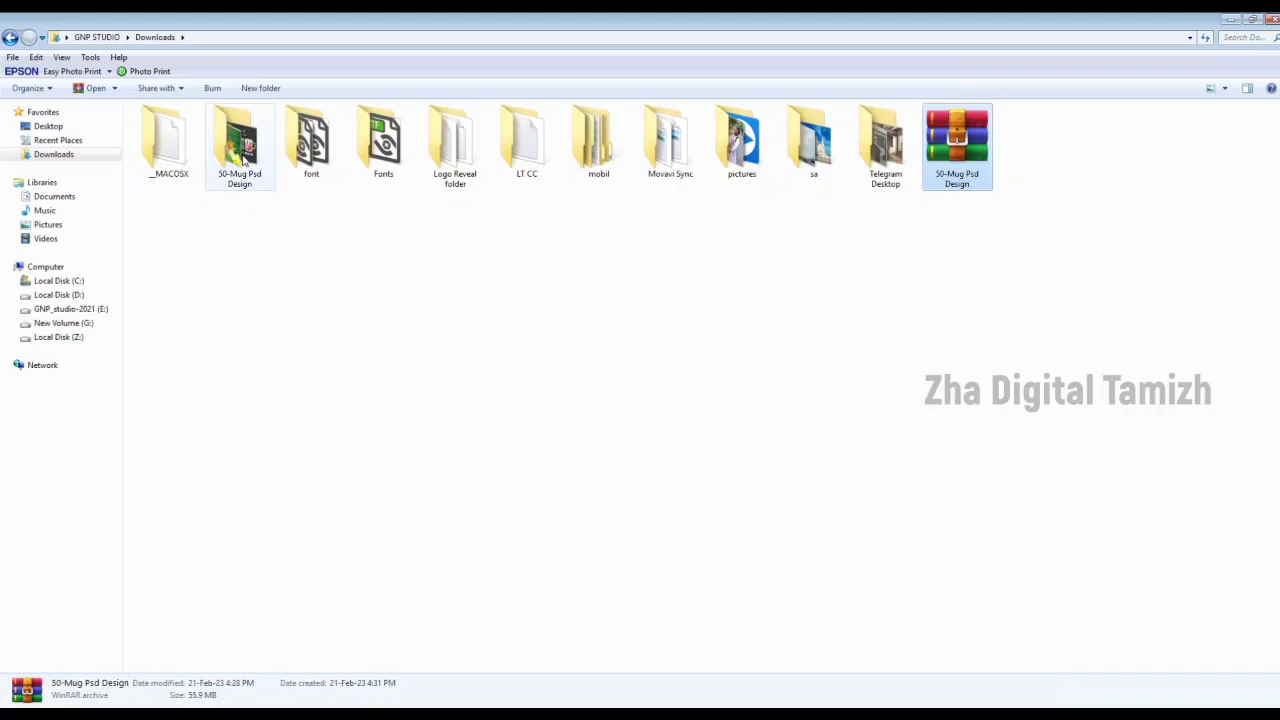 GNP STUDIO Downloads
Search Do...
File Edit View Tools Help
EPSON Easy Photo Print Photo Print
Organize Open Share with Burn New folder
Favorites
Desktop
Recent Places
Downloads
Libraries
Documents
Music
Pictures
Videos
Computer
Local Disk (C:)
Local Disk (D:)
GNP_studio-2021 (E:)
New Volume (G:)
Local Disk (Z:)
Network
__MACOSX
50-Mug Psd
Design
font
Fonts
Logo Reveal
folder
LT CC
mobil
Movavi Sync
pictures
sa
Telegram
Desktop
50-Mug Psd
Design
Zha Digital Tamizh
50-Mug Psd Design Date modified: 21-Feb-23 4:28 PM Date created: 21-Feb-23 4:31 PM
WinRAR archive Size: 55.9 MB